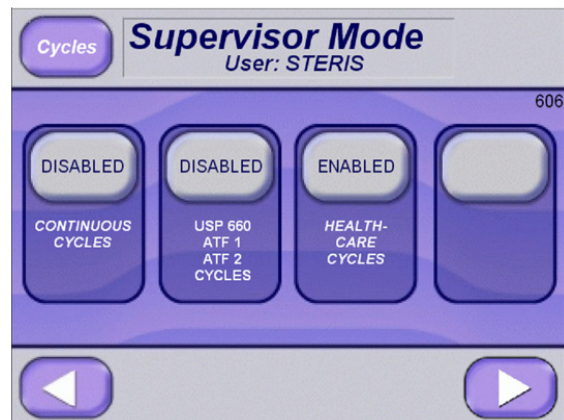 Cycles
Supervisor Mode
User: STERIS
606
DISABLED
CONTINUOUS
CYCLES
DISABLED
USP 660
ATF 1
ATF 2
CYCLES
ENABLED
HEALTH-
CARE
CYCLES